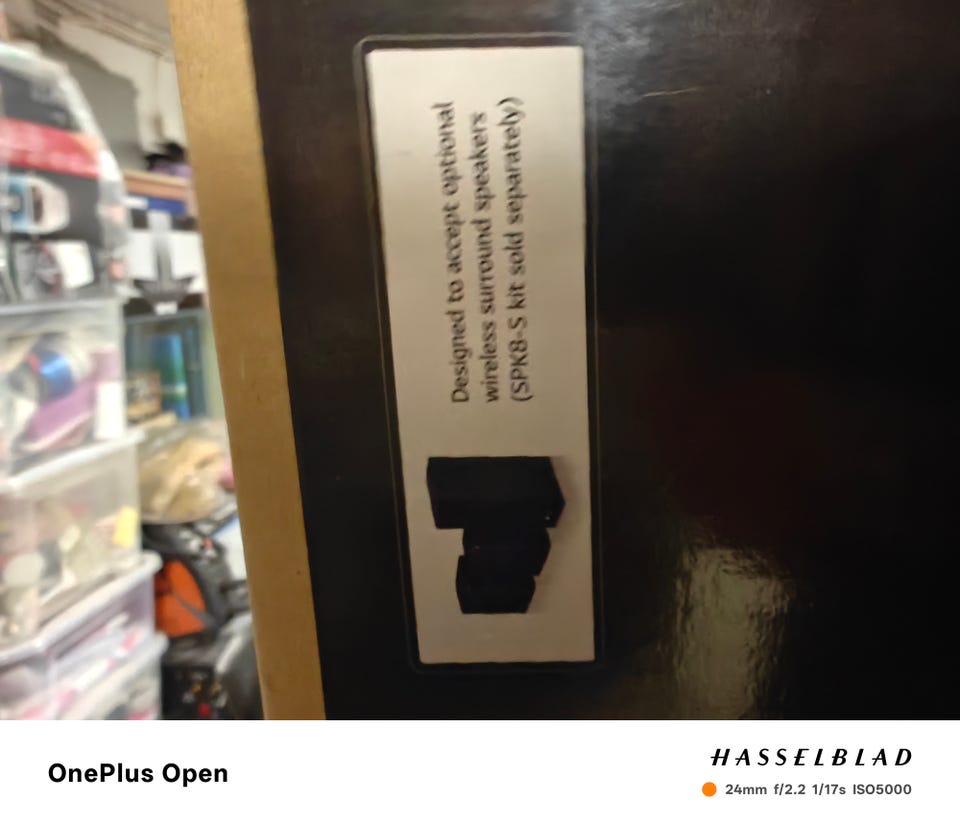 Designed to accept optional
wireless surround speakers
(SPK8-S kit sold separately)
OnePlus Open
HASSELBLAD
24mm f/2.2 1/17s ISO5000